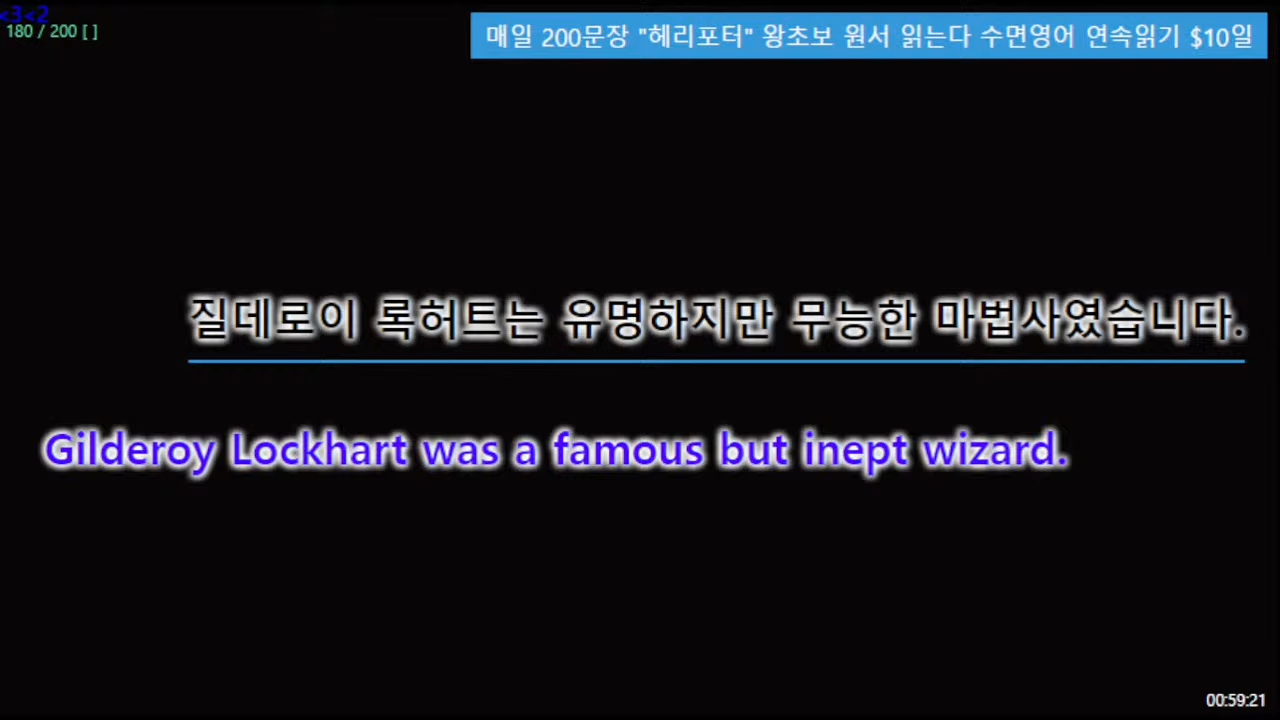 <3<2
180 / 200 [ ]
매일 200문장 "헤리포터" 왕초보 원서 읽는다 수면영어 연속읽기 $10일
질데로이 록허트는 유명하지만 무능한 마법사였습니다.
Gilderoy Lockhart was a famous but inept wizard.
00:59:21